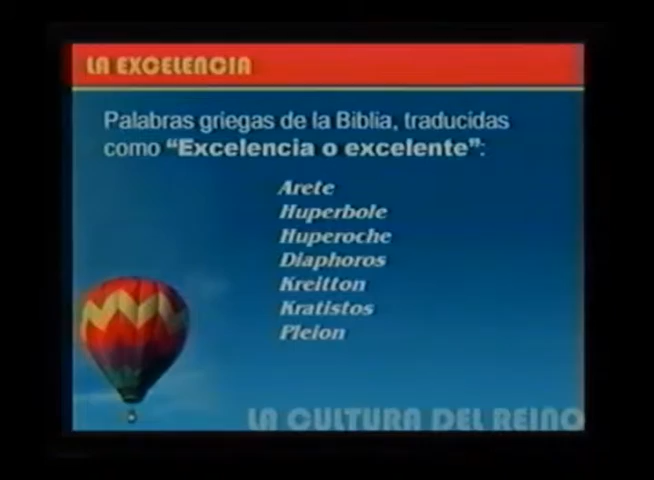 LA EXCELENCIA
Palabras griegas de la Biblia, traducidas
como “Excelencia o excelente”:
Arete
Huperbole
Huperoche
Diaphoros
Kreitton
Kratistos
Pleion
LA CULTURA DEL REINO